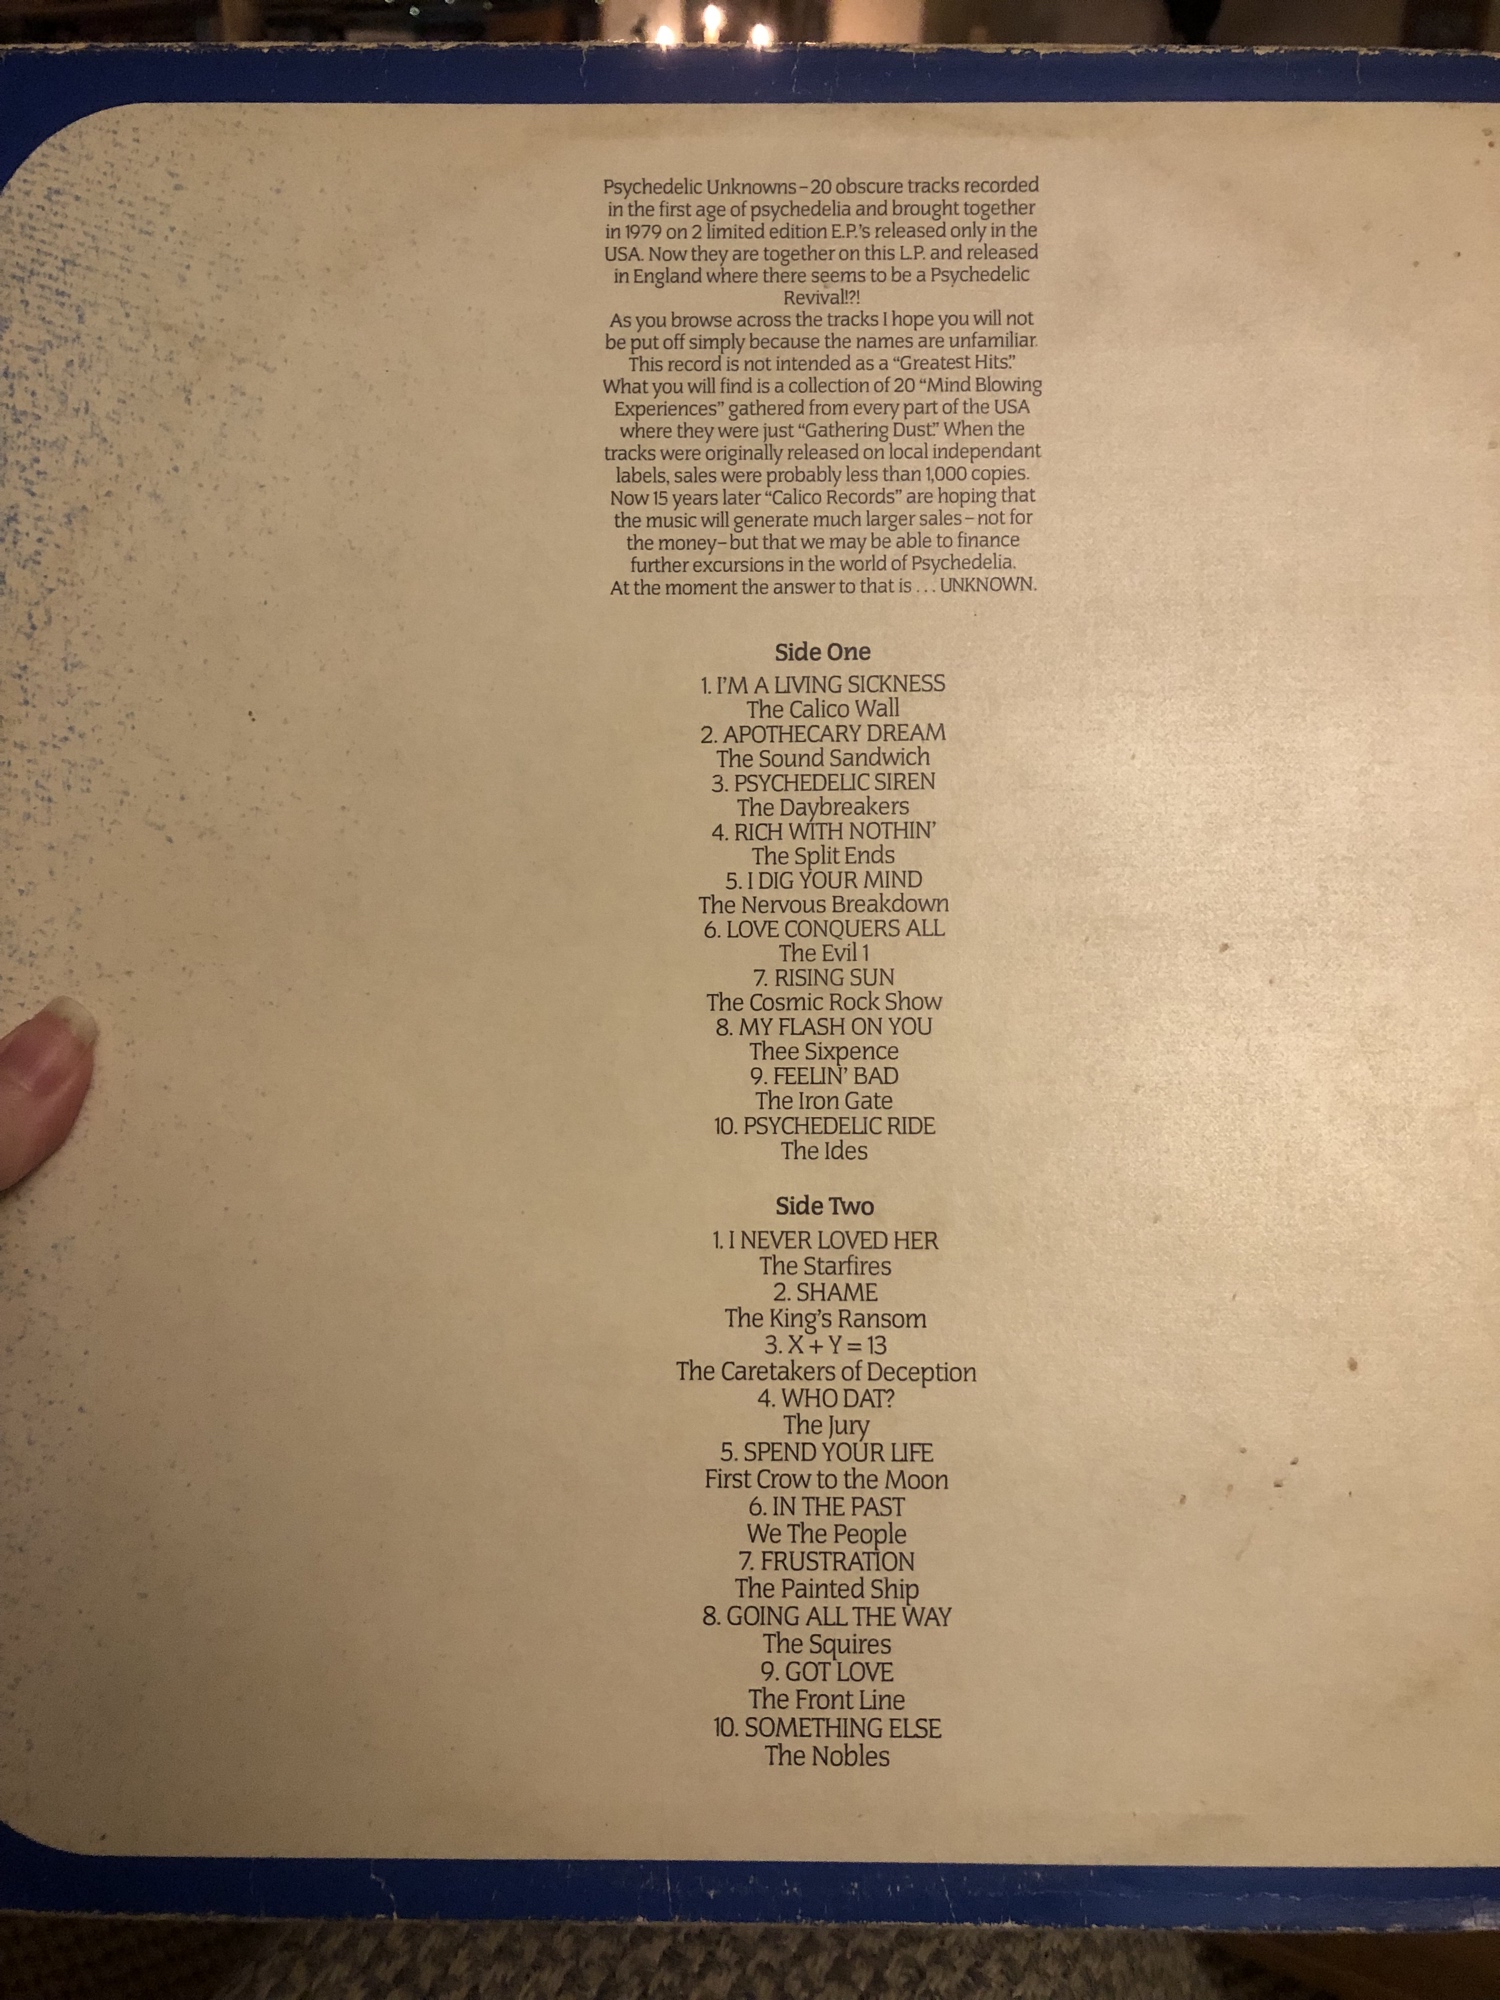 Psychedelic Unknowns–20 obscure tracks recorded
in the first age of psychedelia and brought together
in 1979 on 2 limited edition E.P.'s released only in the
USA. Now they are together on this L.P. and released
in England where there seems to be a Psychedelic
Revival!?!
As you browse across the tracks I hope you will not
be put off simply because the names are unfamiliar.
This record is not intended as a “Greatest Hits.”
What you will find is a collection of 20 “Mind Blowing
Experiences” gathered from every part of the USA
where they were just “Gathering Dust.” When the
tracks were originally released on local independant
labels, sales were probably less than 1,000 copies.
Now 15 years later “Calico Records” are hoping that
the music will generate much larger sales–not for
the money–but that we may be able to finance
further excursions in the world of Psychedelia.
At the moment the answer to that is ... UNKNOWN.
Side One
1. I'M A LIVING SICKNESS
The Calico Wall
2. APOTHECARY DREAM
The Sound Sandwich
3. PSYCHEDELIC SIREN
The Daybreakers
4. RICH WITH NOTHIN'
The Split Ends
5. I DIG YOUR MIND
The Nervous Breakdown
6. LOVE CONQUERS ALL
The Evil 1
7. RISING SUN
The Cosmic Rock Show
8. MY FLASH ON YOU
Thee Sixpence
9. FEELIN' BAD
The Iron Gate
10. PSYCHEDELIC RIDE
The Ides
Side Two
1. I NEVER LOVED HER
The Starfires
2. SHAME
The King's Ransom
3. X + Y = 13
The Caretakers of Deception
4. WHO DAT?
The Jury
5. SPEND YOUR LIFE
First Crow to the Moon
6. IN THE PAST
We The People
7. FRUSTRATION
The Painted Ship
8. GOING ALL THE WAY
The Squires
9. GOT LOVE
The Front Line
10. SOMETHING ELSE
The Nobles